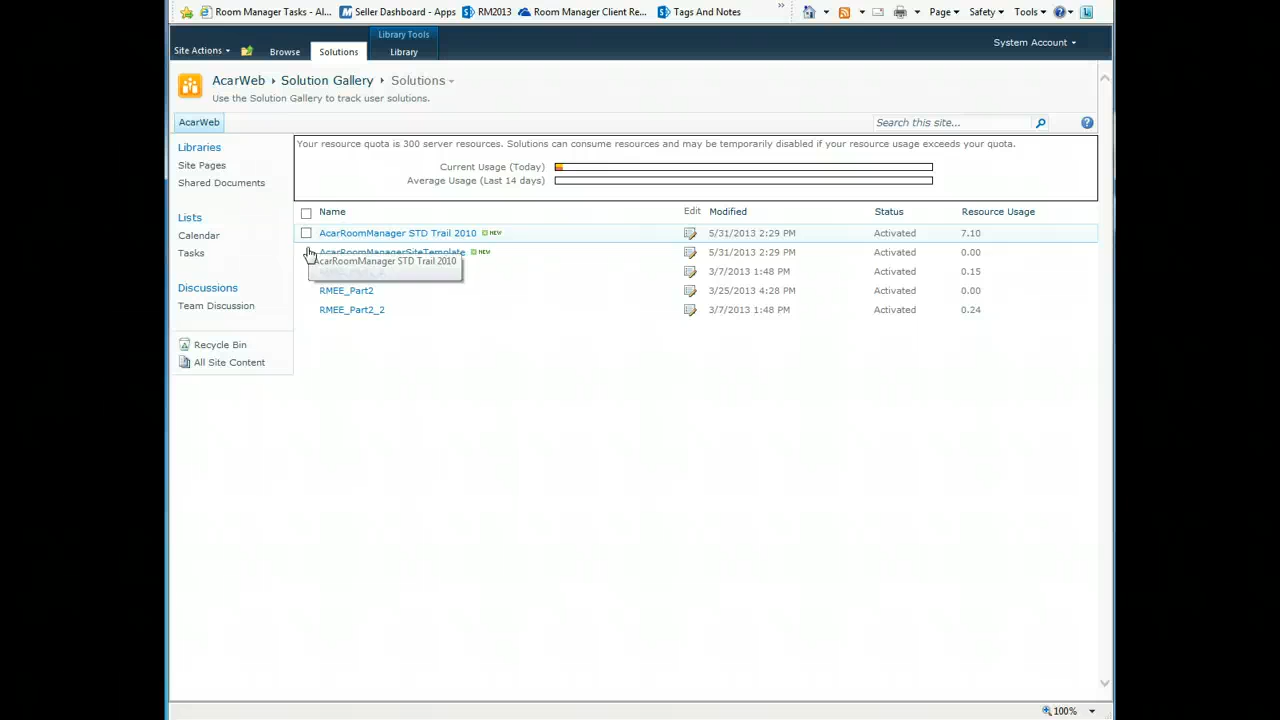 Room Manager Tasks - Al... Seller Dashboard - Apps RM2013 Room Manager Client Re... Tags And Notes » Page Safety Tools
Library Tools
Site Actions Browse Solutions Library System Account
AcarWeb Solution Gallery Solutions
Use the Solution Gallery to track user solutions.
AcarWeb Search this site...
Libraries
Site Pages
Shared Documents
Lists
Calendar
Tasks
Discussions
Team Discussion
Recycle Bin
All Site Content
Your resource quota is 300 server resources. Solutions can consume resources and may be temporarily disabled if your resource usage exceeds your quota.
Current Usage (Today)
Average Usage (Last 14 days)
Name Edit Modified Status Resource Usage
AcarRoomManager STD Trail 2010 NEW 5/31/2013 2:29 PM Activated 7.10
AcarRoomManagerSiteTemplate NEW 5/31/2013 2:29 PM Activated 0.00
AcarRoomManager STD Trail 2010
3/7/2013 1:48 PM Activated 0.15
RMEE_Part2 3/25/2013 4:28 PM Activated 0.00
RMEE_Part2_2 3/7/2013 1:48 PM Activated 0.24
100%